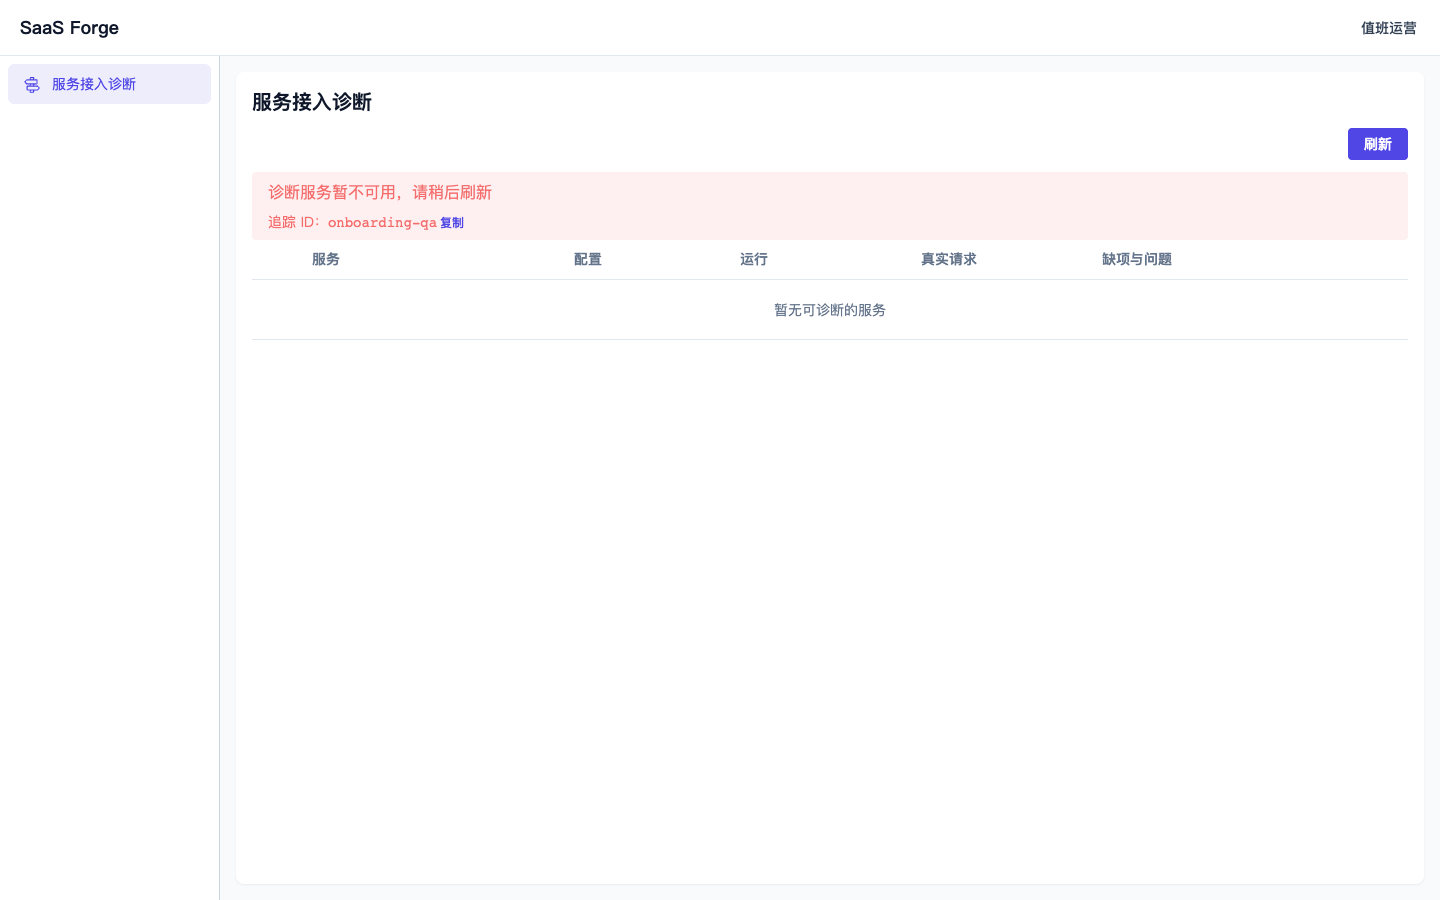 SaaS Forge
值班运营
服务接入诊断
服务接入诊断
刷新
诊断服务暂不可用，请稍后刷新
追踪 ID：onboarding-qa 复制
服务 配置 运行 真实请求 缺项与问题
暂无可诊断的服务